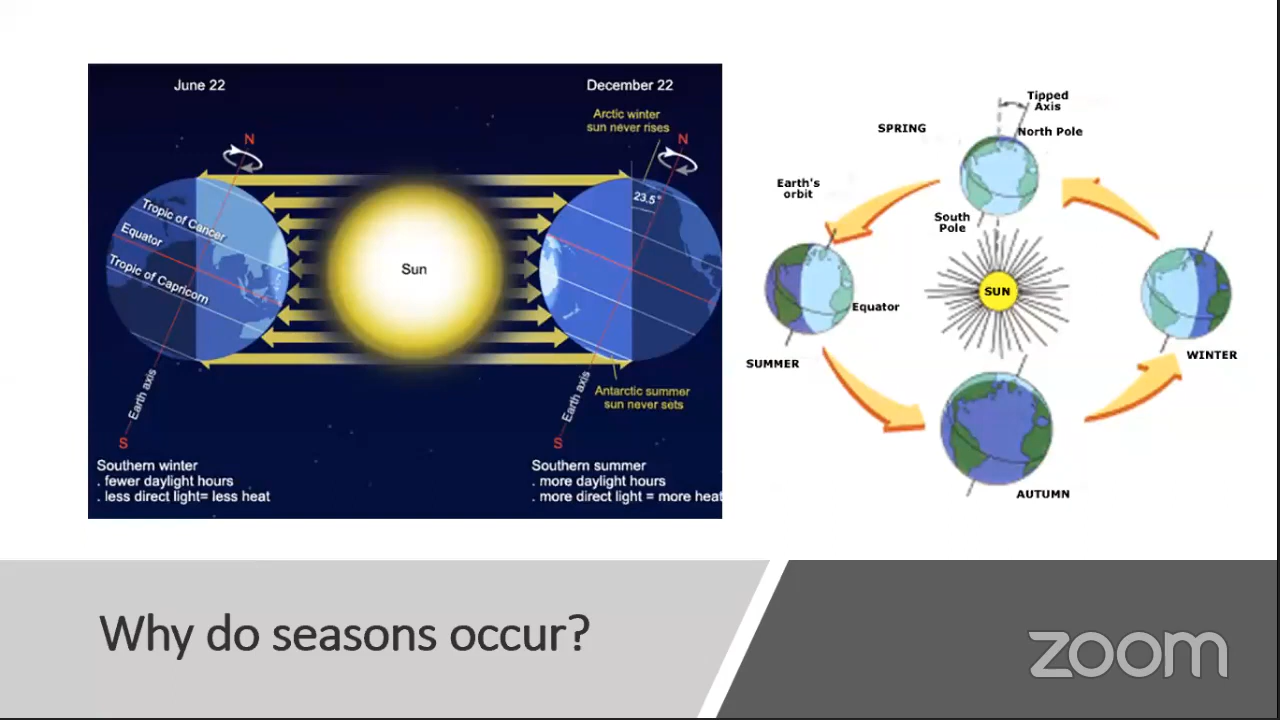 June 22
December 22
Arctic winter
sun never rises
N
N
23.5°
Tropic of Cancer
Equator
Tropic of Capricorn
Sun
Earth axis
Earth axis
Antarctic summer
sun never sets
S
S
Southern winter
. fewer daylight hours
. less direct light= less heat
Southern summer
. more daylight hours
. more direct light = more heat
Tipped
Axis
SPRING
North Pole
Earth's
orbit
South
Pole
SUN
Equator
SUMMER
WINTER
AUTUMN
Why do seasons occur?
zoom